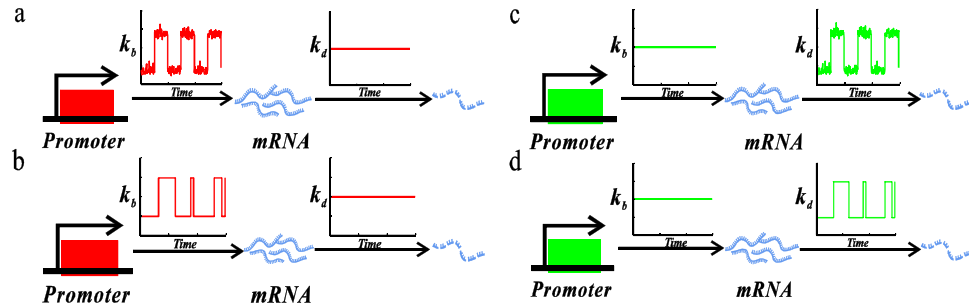 a
k_b
Time
k_d
Time
Promoter
mRNA
b
k_b
Time
k_d
Time
Promoter
mRNA
c
k_b
Time
k_d
Time
Promoter
mRNA
d
k_b
Time
k_d
Time
Promoter
mRNA